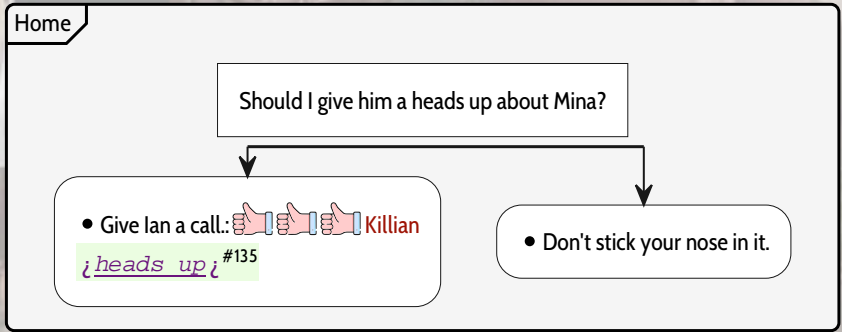 Home
Should I give him a heads up about Mina?
• Give Ian a call.: Killian
¿heads up¿ #135
• Don't stick your nose in it.